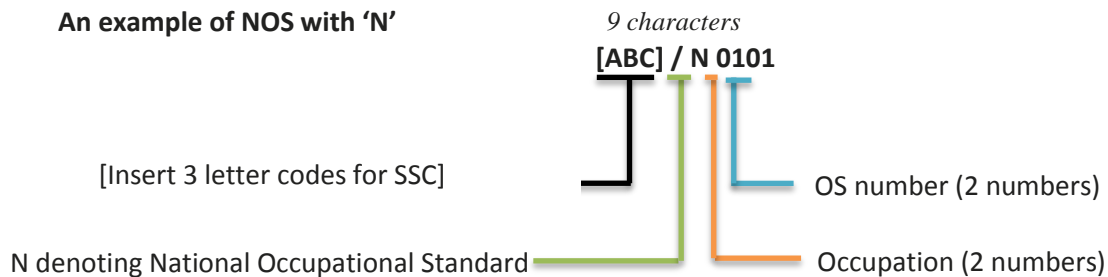 An example of NOS with ‘N’
9 characters
[ABC] / N 0101
[Insert 3 letter codes for SSC]
OS number (2 numbers)
N denoting National Occupational Standard
Occupation (2 numbers)